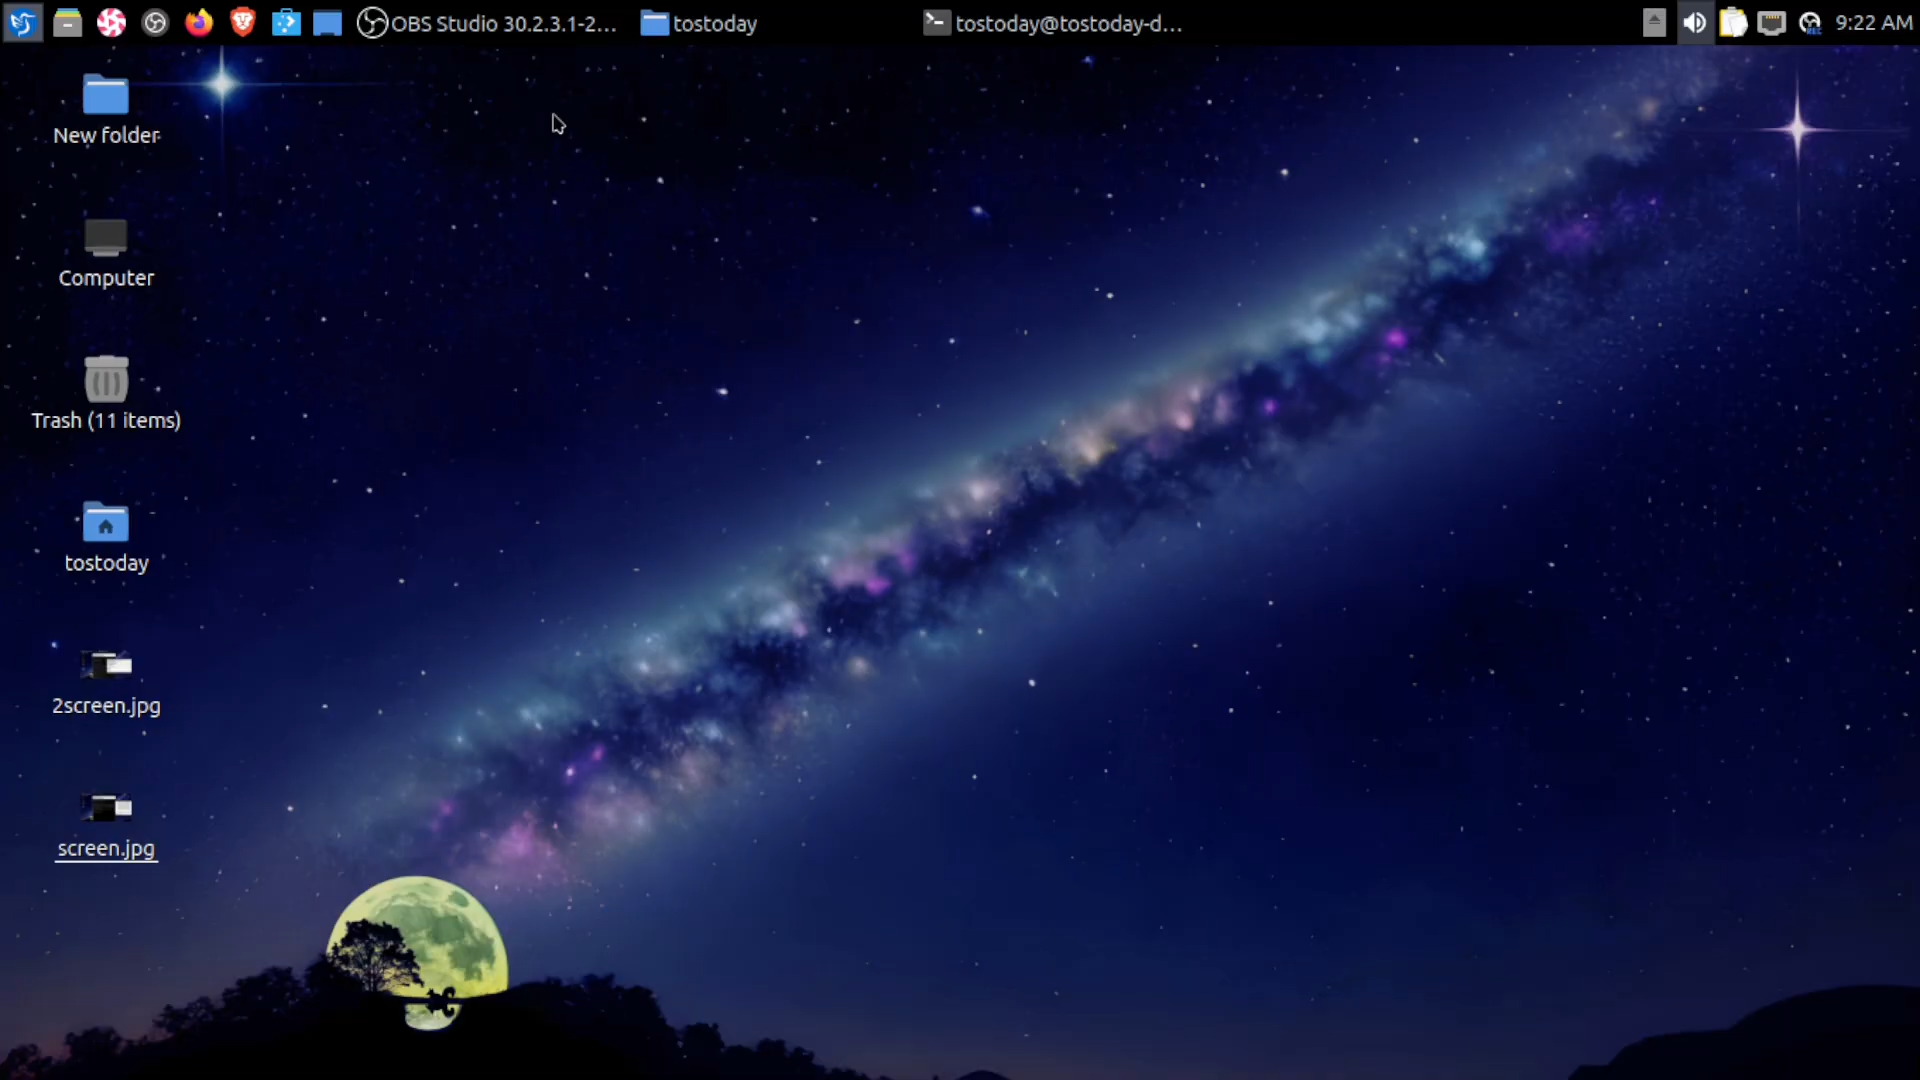 OBS Studio 30.2.3.1-2...
tostoday
tostoday@tostoday-d...
REC
9:22 AM
New folder
Computer
Trash (11 items)
tostoday
2screen.jpg
screen.jpg